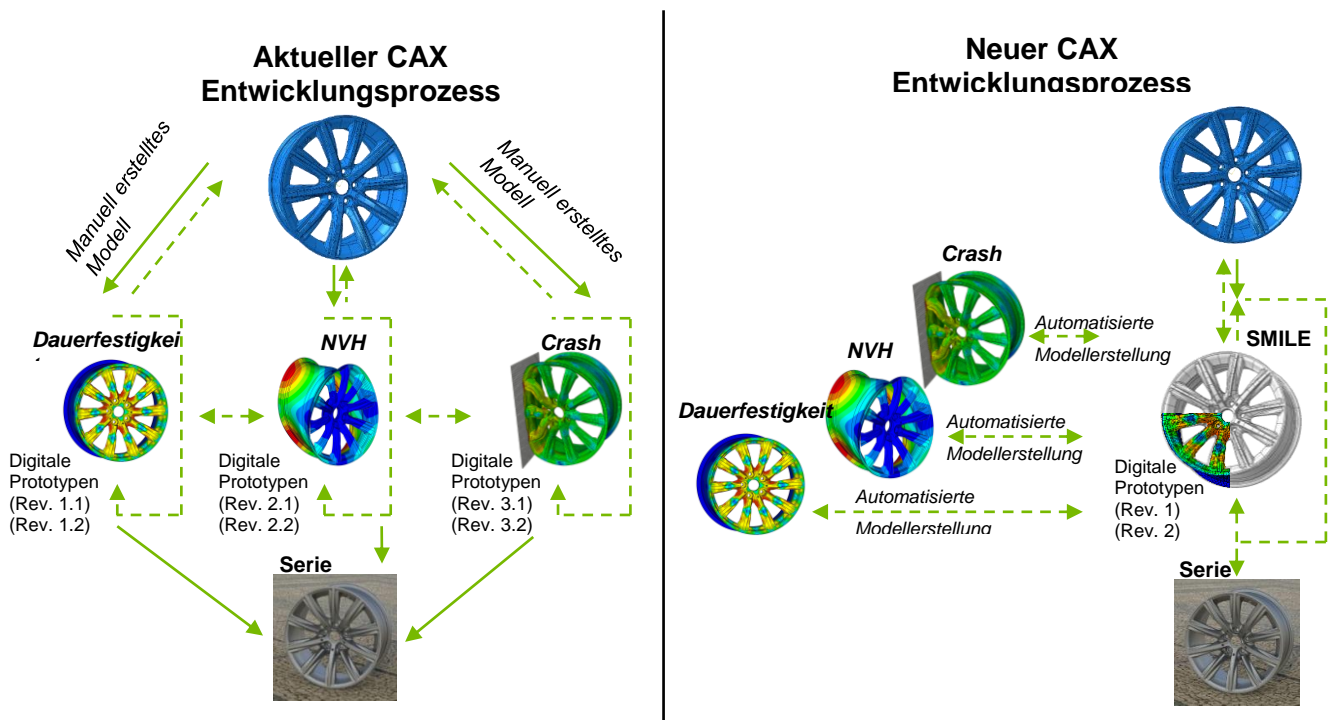 Aktueller CAX
Entwicklungsprozess
Manuell erstelltes
Modell
Manuell erstelltes
Modell
Dauerfestigkei
NVH
Crash
Digitale
Prototypen
(Rev. 1.1)
(Rev. 1.2)
Digitale
Prototypen
(Rev. 2.1)
(Rev. 2.2)
Digitale
Prototypen
(Rev. 3.1)
(Rev. 3.2)
Serie
Neuer CAX
Entwicklungsprozess
Crash
Automatisierte
Modellerstellung
SMILE
NVH
Dauerfestigkeit
Automatisierte
Modellerstellung
Automatisierte
Modellerstellung
Digitale
Prototypen
(Rev. 1)
(Rev. 2)
Serie